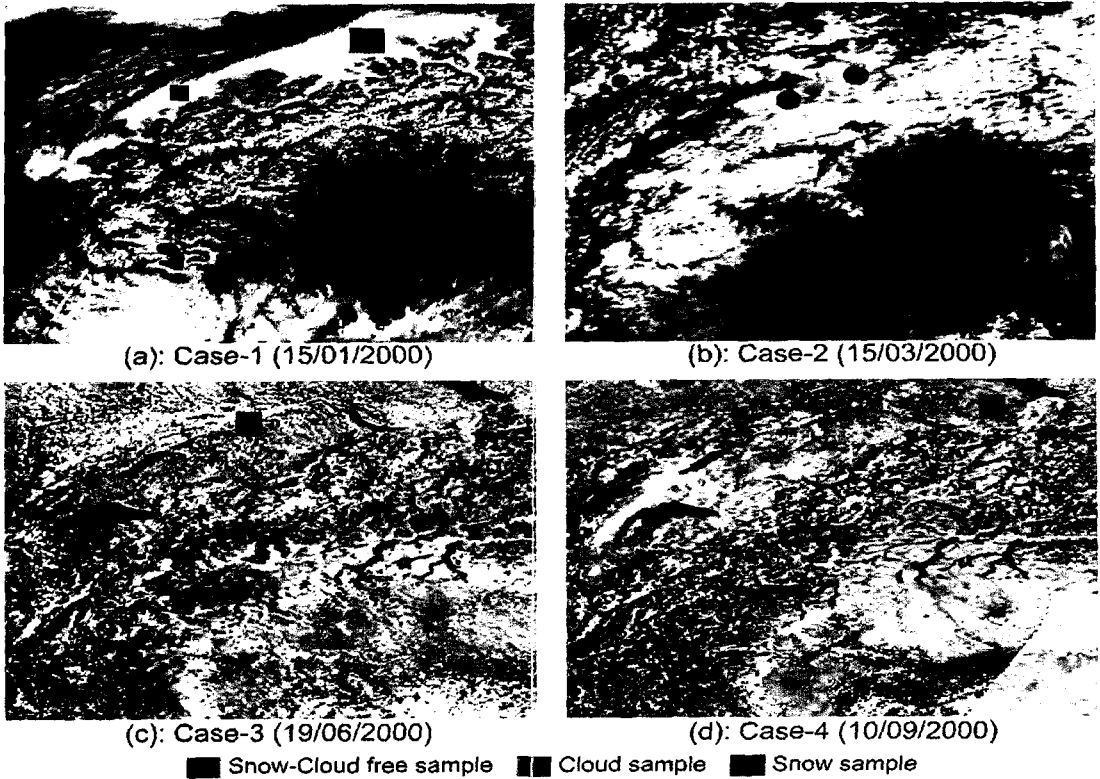 (a): Case-1 (15/01/2000)
(b): Case-2 (15/03/2000)
(c): Case-3 (19/06/2000)
(d): Case-4 (10/09/2000)
Snow-Cloud free sample Cloud sample Snow sample